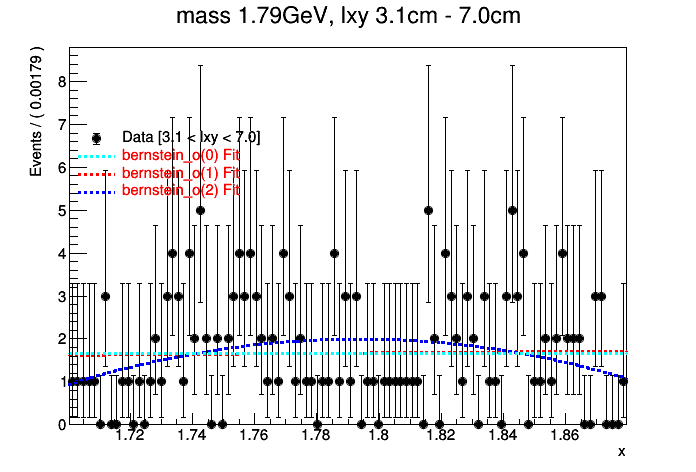 mass 1.79GeV, lxy 3.1cm - 7.0cm
Events / ( 0.00179 )
8
7
6
5
4
3
2
1
0
Data [3.1 < lxy < 7.0]
bernstein_o(0) Fit
bernstein_o(1) Fit
bernstein_o(2) Fit
1.72 1.74 1.76 1.78 1.8 1.82 1.84 1.86
x